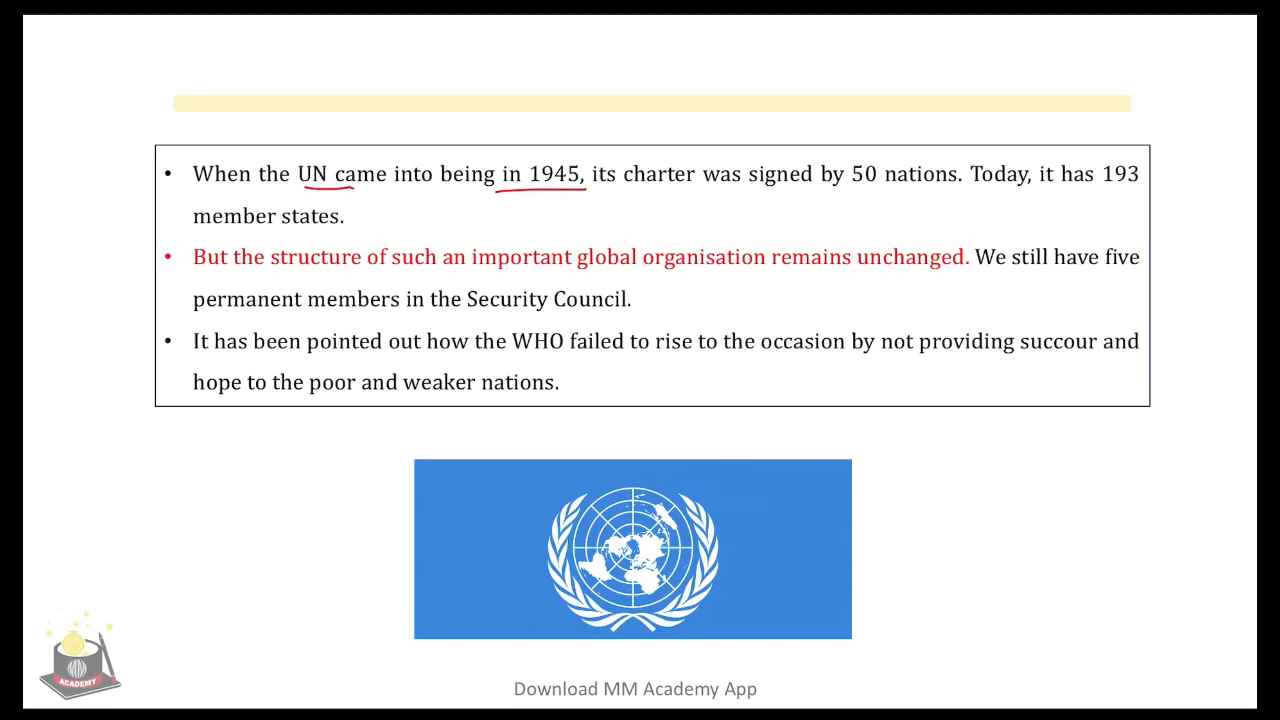 • When the UN came into being in 1945, its charter was signed by 50 nations. Today, it has 193
member states.
• But the structure of such an important global organisation remains unchanged. We still have five
permanent members in the Security Council.
• It has been pointed out how the WHO failed to rise to the occasion by not providing succour and
hope to the poor and weaker nations.
ACADEMY
Download MM Academy App